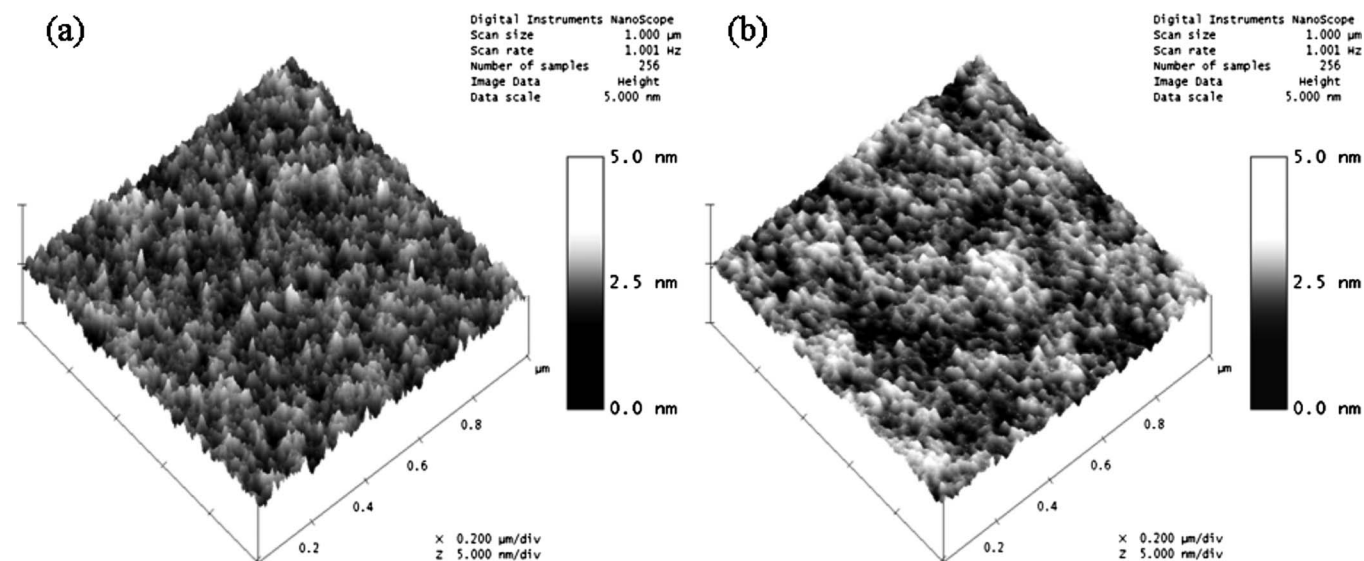 (a)
Digital Instruments NanoScope
Scan size 1.000 µm
Scan rate 1.001 Hz
Number of samples 256
Image Data Height
Data scale 5.000 nm
5.0 nm
2.5 nm
0.0 nm
µm
0.8
0.6
0.4
0.2
X 0.200 µm/div
Z 5.000 nm/div
(b)
Digital Instruments NanoScope
Scan size 1.000 µm
Scan rate 1.001 Hz
Number of samples 256
Image Data Height
Data scale 5.000 nm
5.0 nm
2.5 nm
0.0 nm
µm
0.8
0.6
0.4
0.2
X 0.200 µm/div
Z 5.000 nm/div